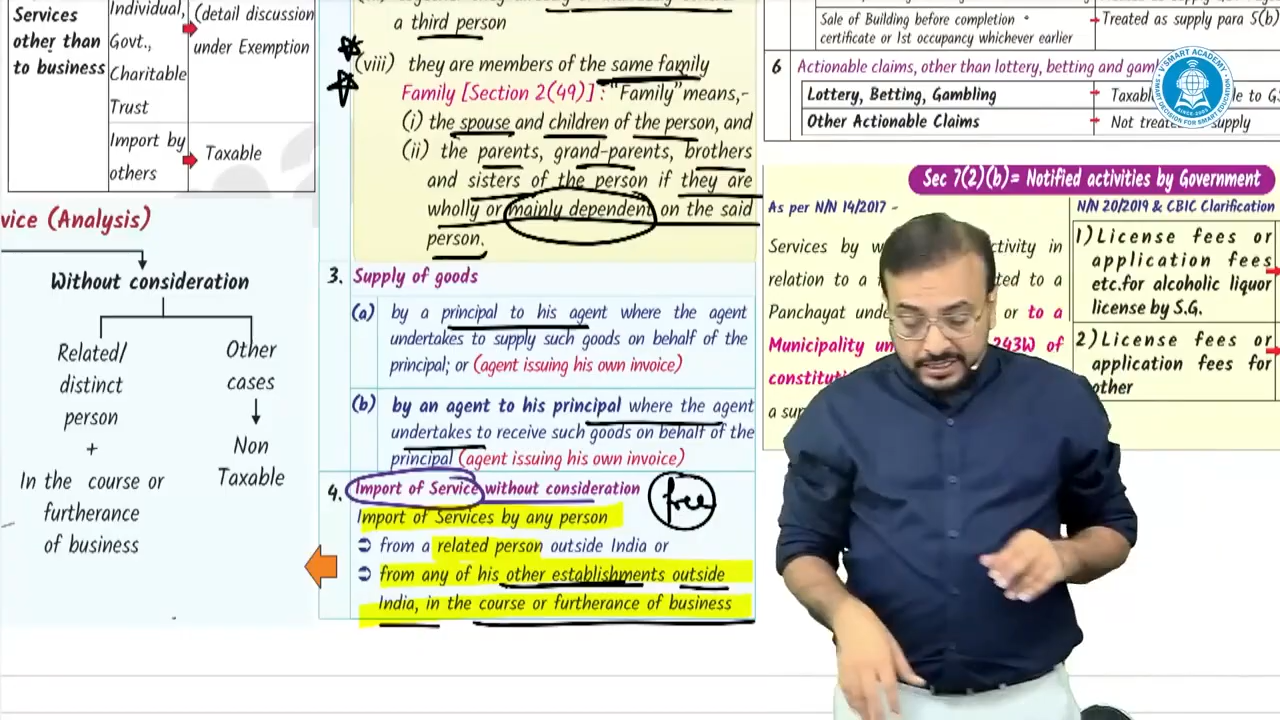 Services
other than
to business
Individual,
Govt.,
Charitable
Trust
(detail discussion
under Exemption
Import by
others
Taxable
vice (Analysis)
Without consideration
Related/
distinct
person
+
In the course or
furtherance
of business
Other
cases
Non
Taxable
a third person
(viii) they are members of the same family
Family [Section 2(49)] : "Family" means,-
(i) the spouse and children of the person, and
(ii) the parents, grand-parents, brothers
and sisters of the person if they are
wholly or mainly dependent on the said
person.
3. Supply of goods
(a) by a principal to his agent where the agent
undertakes to supply such goods on behalf of the
principal; or (agent issuing his own invoice)
(b) by an agent to his principal where the agent
undertakes to receive such goods on behalf of the
principal (agent issuing his own invoice)
4. Import of Service without consideration
free
Import of Services by any person
➲ from a related person outside India or
➲ from any of his other establishments outside
India, in the course or furtherance of business
Sale of Building before completion
certificate or 1st occupancy whichever earlier
Treated as supply para 5(b)
6 Actionable claims, other than lottery, betting and
Lottery, Betting, Gambling
Other Actionable Claims
Not supply
V'SMART ACADEMY
SMART DECISION FOR SMART EDUCATION
Sec 7(2)(b)= Notified activities by Government
As per N/N 14/2017 -
Services by activity in
relation to a
Panchayat or to a
Municipality 243W of
N/N 20/2019 & CBIC Clarification
1) License fees or
application fees
etc.for alcoholic liquor
license by S.G.
2) License fees or
application fees for
other